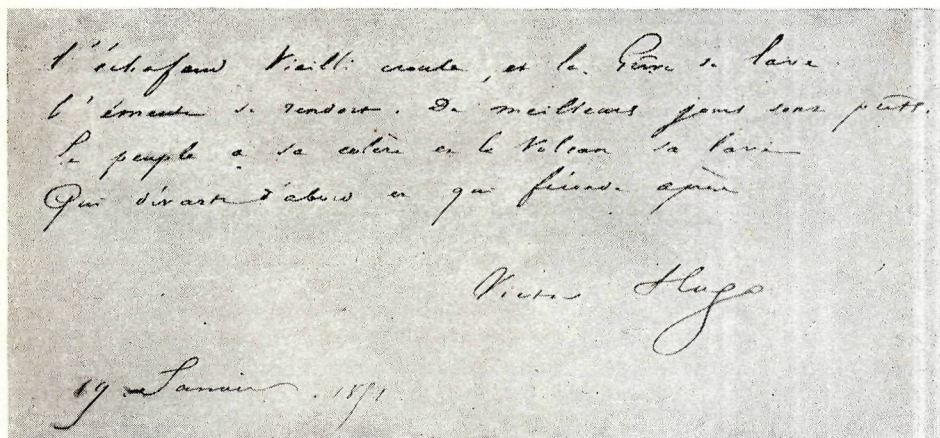 L'échafaud vieilli croule, et la Grève se lave.
L'émeute se rendort. De meilleurs jours sont prêts.
Le peuple a sa colère et le Volcan sa lave
Qui dévaste d'abord et qui féconde après
Victor Hugo
19 Janvier